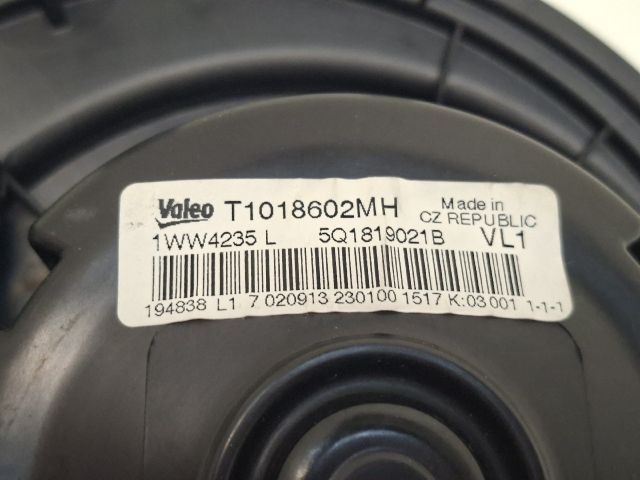 Valeo T1018602MH Made in
CZ REPUBLIC
1WW4235 L 5Q1819021B VL1
194838 L1 7 020913 230100 1517 K:03 001 1-1-1